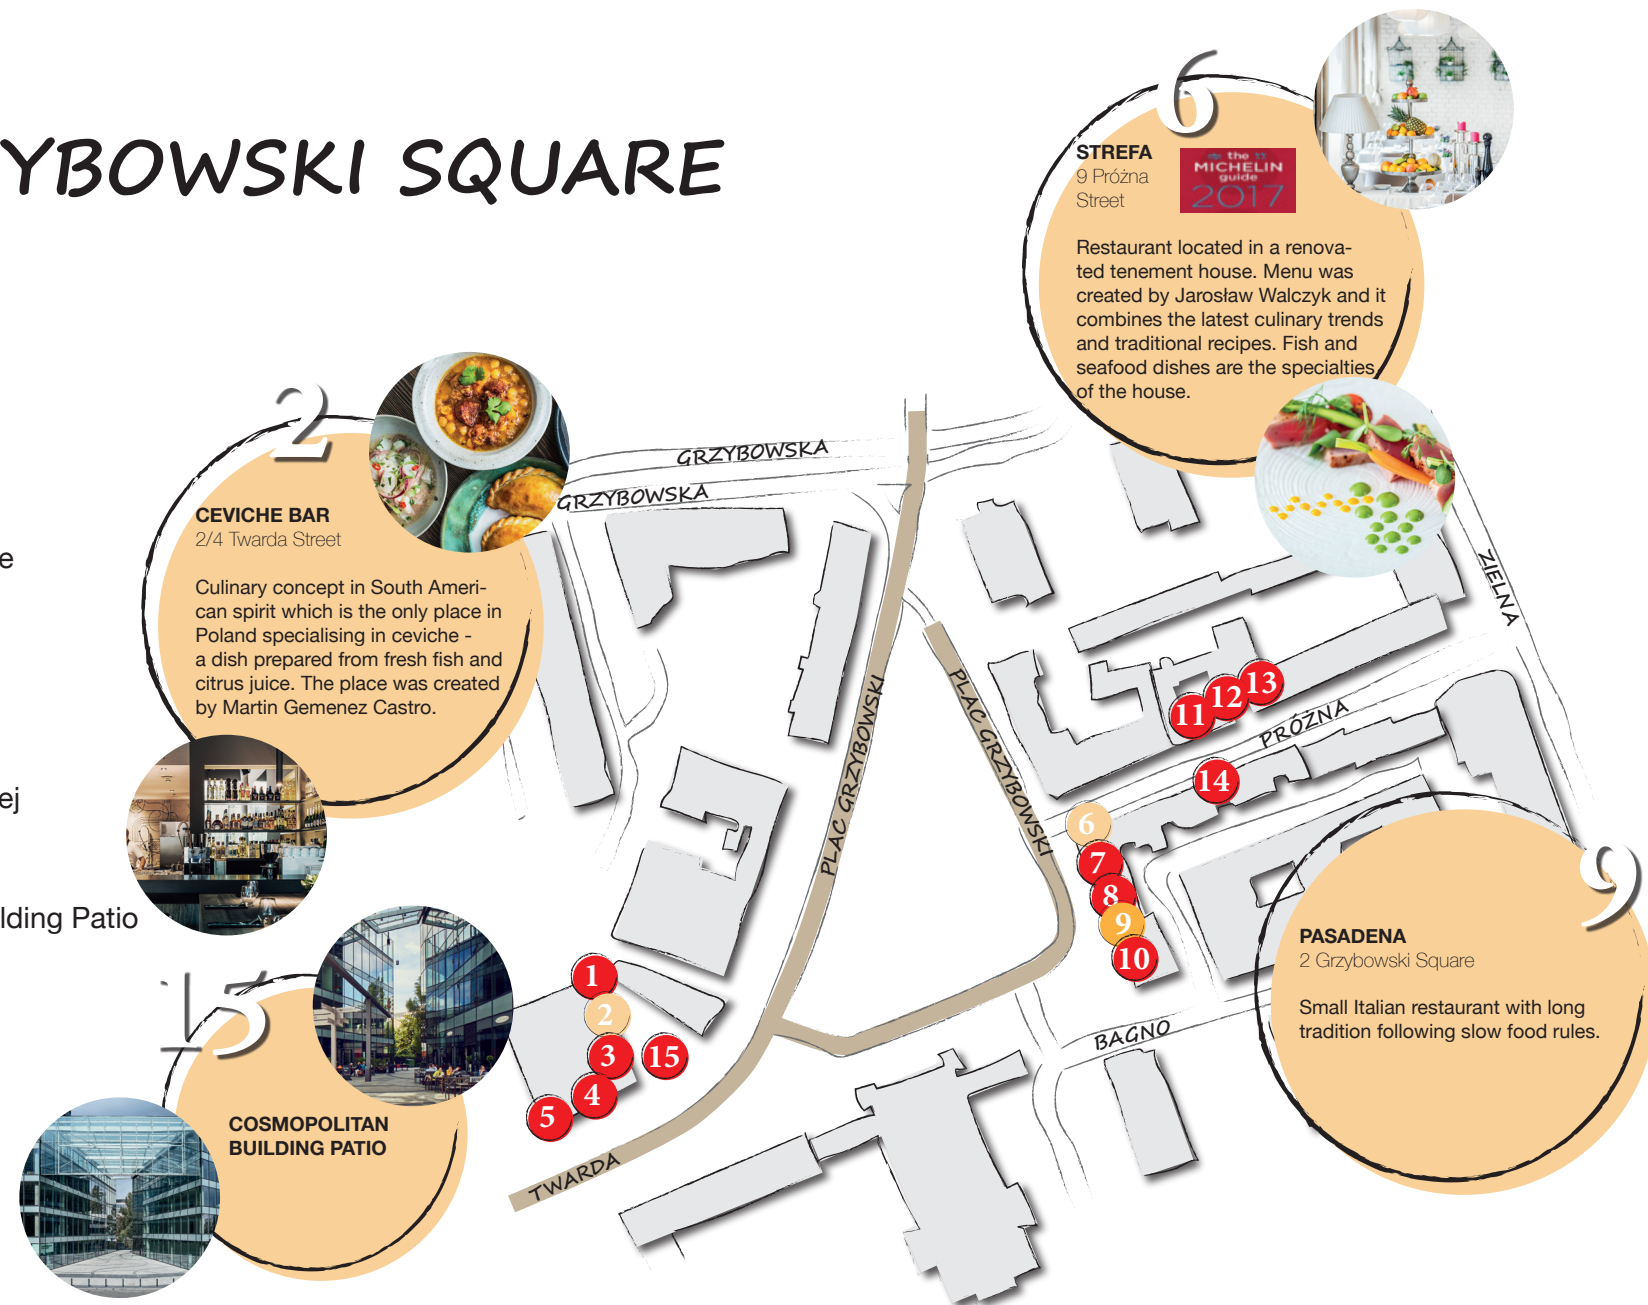 YBOWSKI SQUARE
6
STREFA
9 Próżna
Street
the
MICHELIN
guide
2017
Restaurant located in a renova-
ted tenement house. Menu was
created by Jarosław Walczyk and it
combines the latest culinary trends
and traditional recipes. Fish and
seafood dishes are the specialties
of the house.
2
CEVICHE BAR
2/4 Twarda Street
Culinary concept in South Ameri-
can spirit which is the only place in
Poland specialising in ceviche -
a dish prepared from fresh fish and
citrus juice. The place was created
by Martin Gemenez Castro.
e
ej
lding Patio
15
COSMOPOLITAN
BUILDING PATIO
9
PASADENA
2 Grzybowski Square
Small Italian restaurant with long
tradition following slow food rules.
GRZYBOWSKA
GRZYBOWSKA
ZIELNA
PLAC GRZYBOWSKI
PLAC GRZYBOWSKI
PRÓŻNA
BAGNO
TWARDA
11
12
13
14
6
7
8
9
10
1
2
3
15
4
5